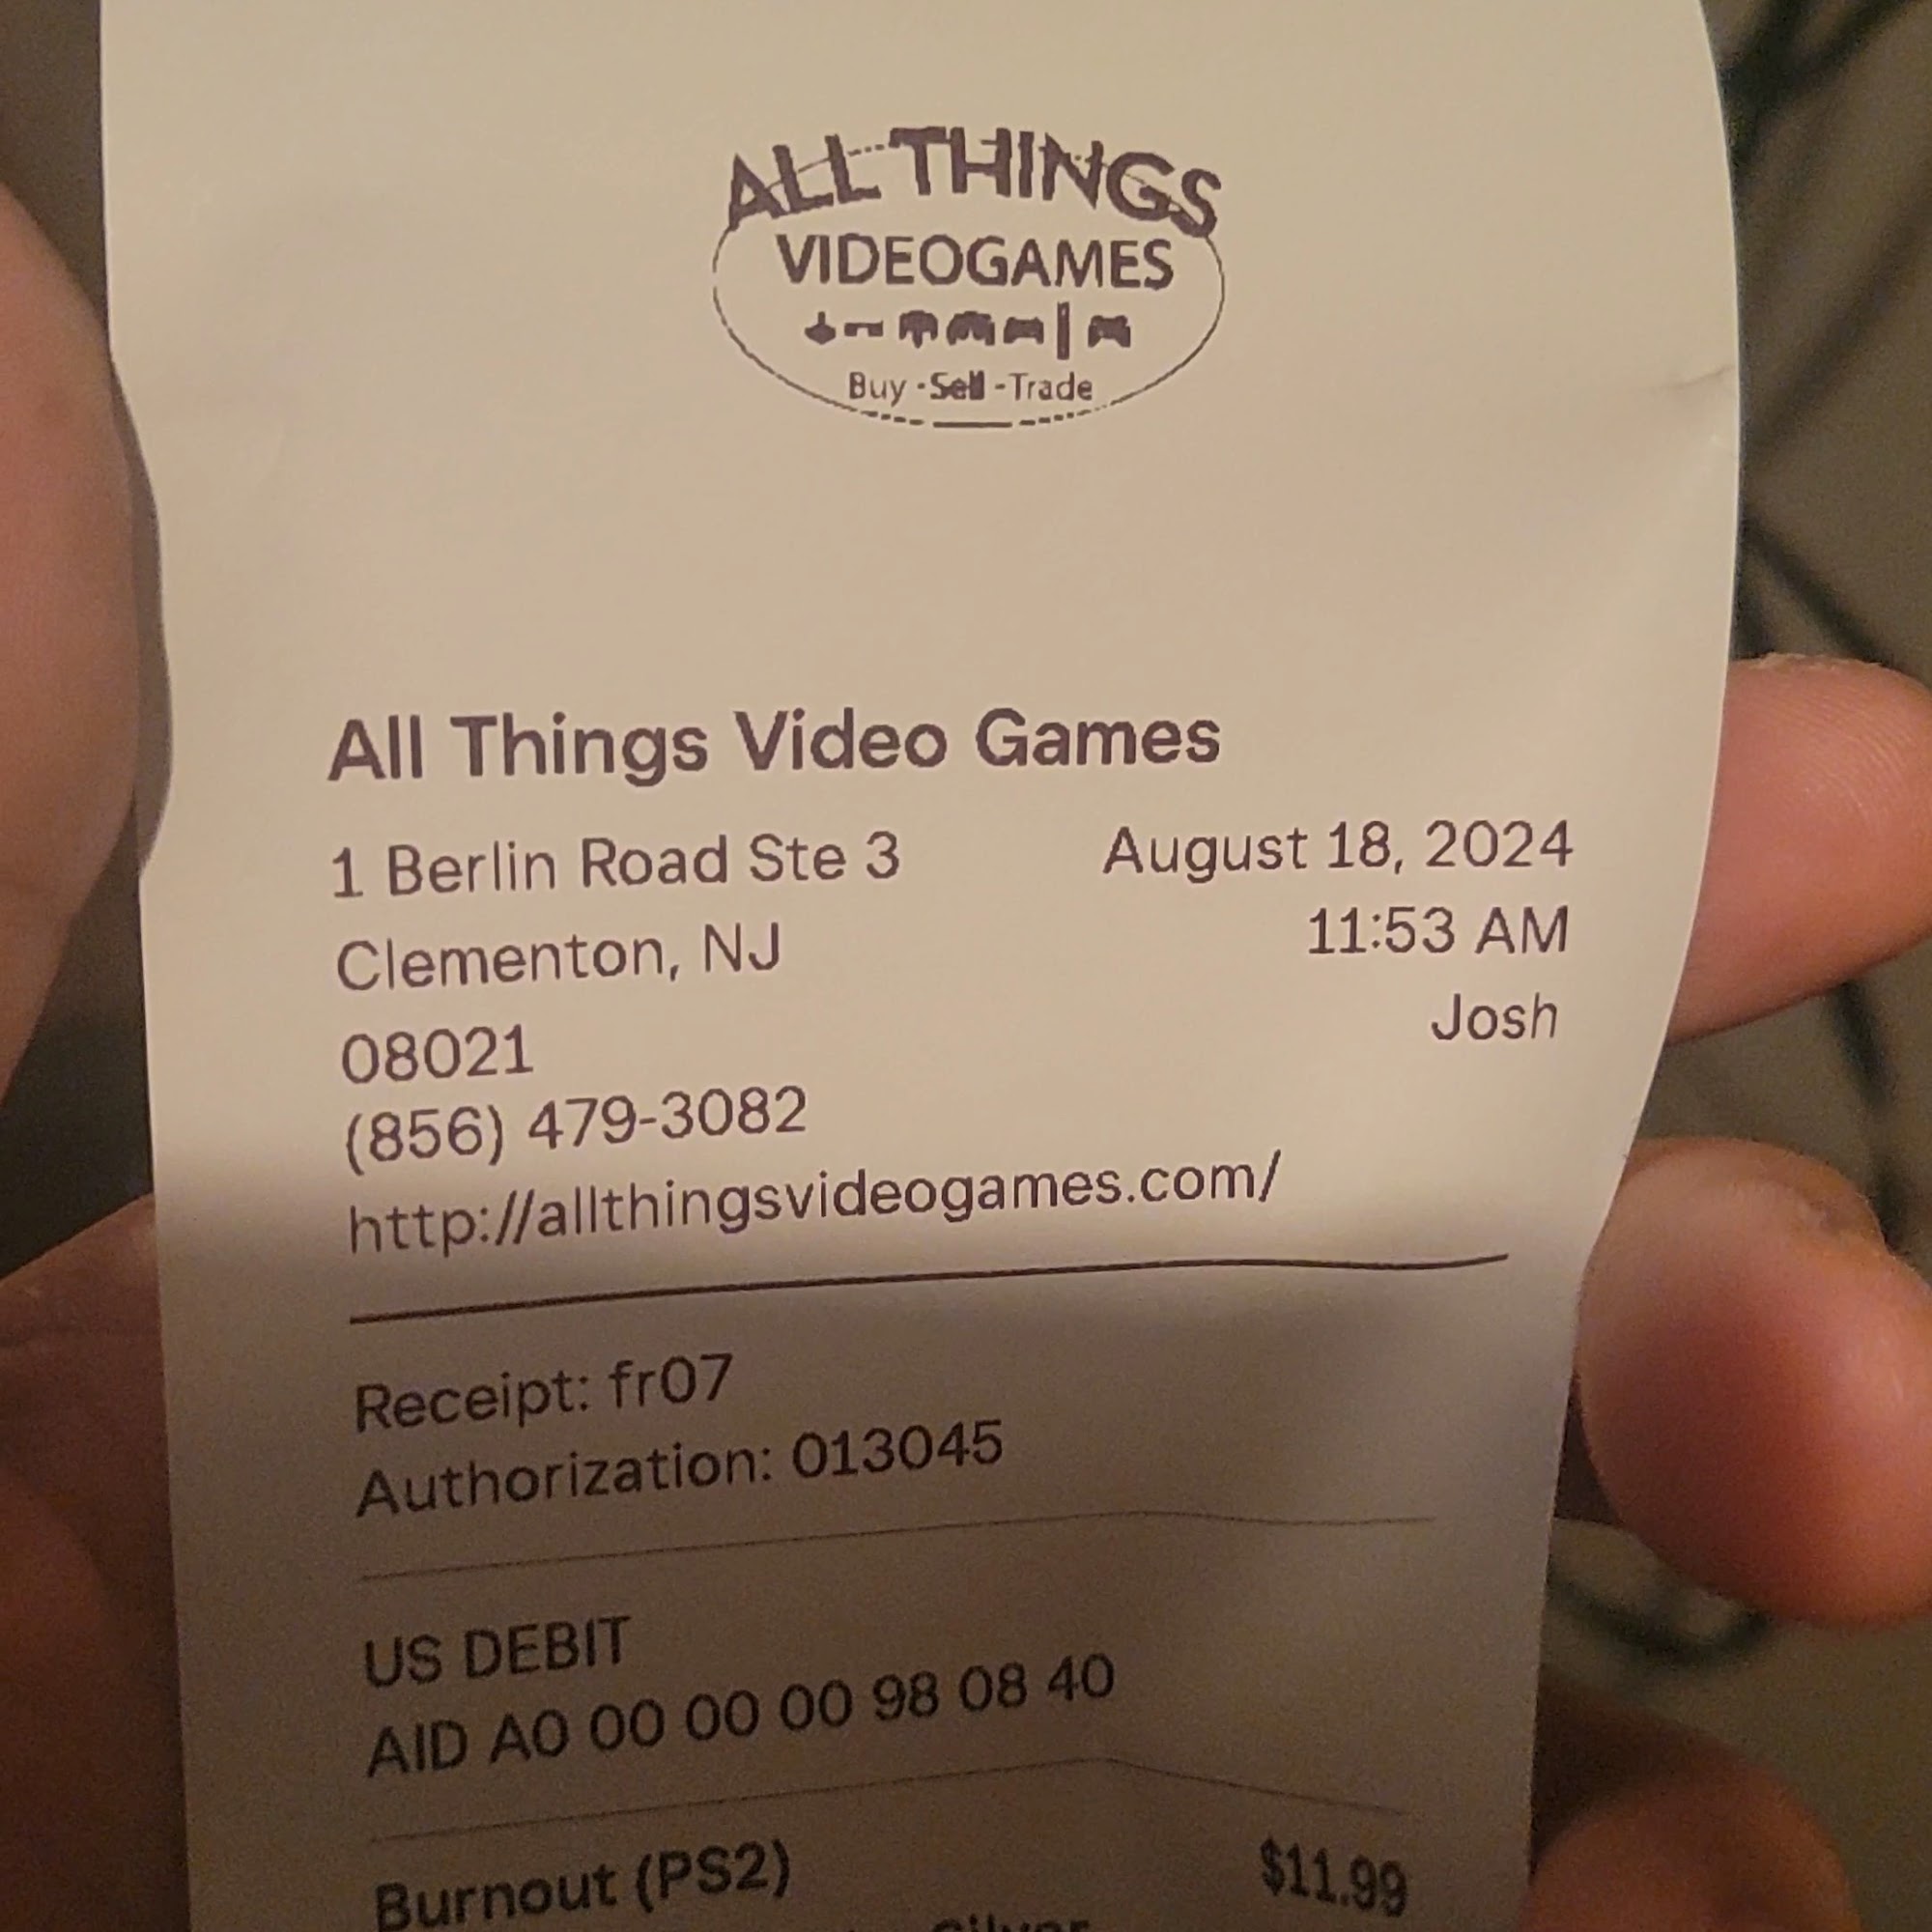 ALL THINGS
VIDEOGAMES
Buy - Sell - Trade
All Things Video Games
1 Berlin Road Ste 3
Clementon, NJ
08021
(856) 479-3082
http://allthingsvideogames.com/
August 18, 2024
11:53 AM
Josh
Receipt: fr07
Authorization: 013045
US DEBIT
AID A0 00 00 00 98 08 40
Burnout (PS2) $11.99